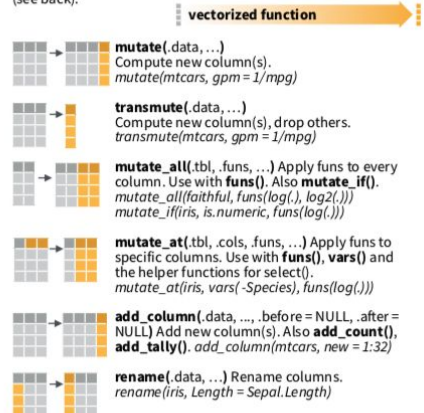 (see back).
vectorized function
mutate(.data, …)
Compute new column(s).
mutate(mtcars, gpm = 1/mpg)
transmute(.data, …)
Compute new column(s), drop others.
transmute(mtcars, gpm = 1/mpg)
mutate_all(.tbl, .funs, …) Apply funs to every
column. Use with funs(). Also mutate_if().
mutate_all(faithful, funs(log(.), log2(.)))
mutate_if(iris, is.numeric, funs(log(.)))
mutate_at(.tbl, .cols, .funs, …) Apply funs to
specific columns. Use with funs(), vars() and
the helper functions for select().
mutate_at(iris, vars( -Species), funs(log(.)))
add_column(.data, ..., .before = NULL, .after =
NULL) Add new column(s). Also add_count(),
add_tally(). add_column(mtcars, new = 1:32)
rename(.data, …) Rename columns.
rename(iris, Length = Sepal.Length)